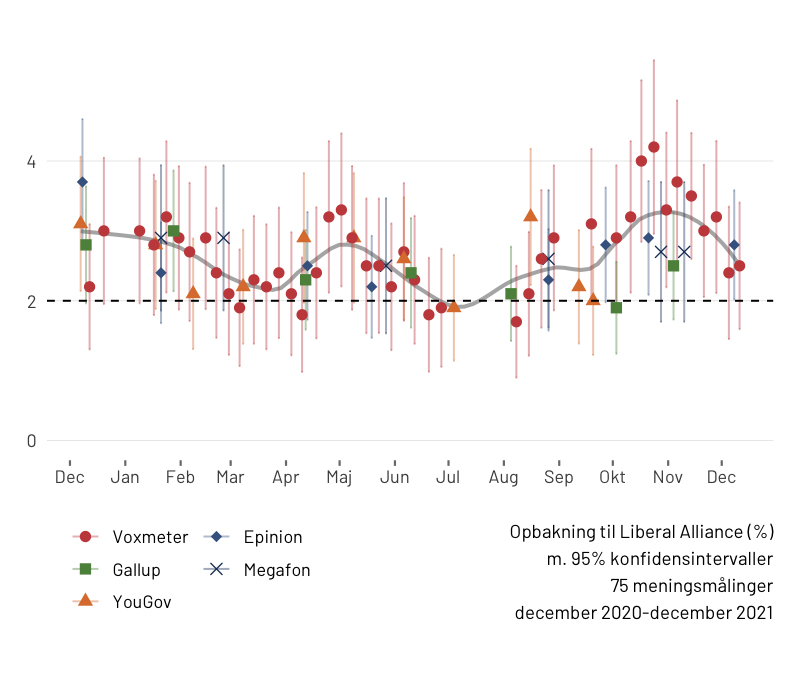 4
2
0
Dec Jan Feb Mar Apr Maj Jun Jul Aug Sep Okt Nov Dec
Voxmeter Epinion
Gallup Megafon
YouGov
Opbakning til Liberal Alliance (%)
m. 95% konfidensintervaller
75 meningsmålinger
december 2020-december 2021